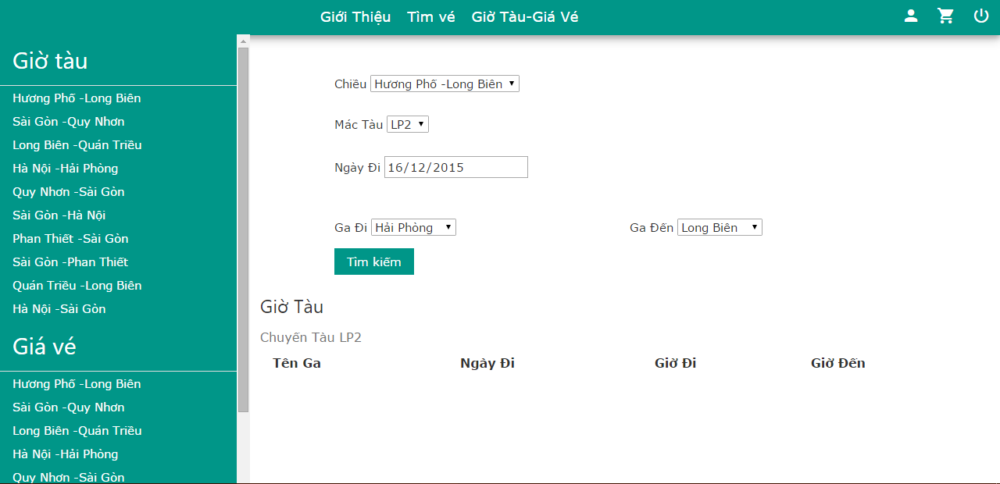 Giới Thiệu Tìm vé Giờ Tàu-Giá Vé
Giờ tàu
Hương Phố -Long Biên
Sài Gòn -Quy Nhơn
Long Biên -Quán Triều
Hà Nội -Hải Phòng
Quy Nhơn -Sài Gòn
Sài Gòn -Hà Nội
Phan Thiết -Sài Gòn
Sài Gòn -Phan Thiết
Quán Triều -Long Biên
Hà Nội -Sài Gòn
Giá vé
Hương Phố -Long Biên
Sài Gòn -Quy Nhơn
Long Biên -Quán Triều
Hà Nội -Hải Phòng
Quy Nhơn -Sài Gòn
Chiêu Hương Phố -Long Biên
Mác Tàu LP2
Ngày Đi 16/12/2015
Ga Đi Hải Phòng Ga Đến Long Biên
Tìm kiếm
Giờ Tàu
Chuyến Tàu LP2
Tên Ga Ngày Đi Giờ Đi Giờ Đến